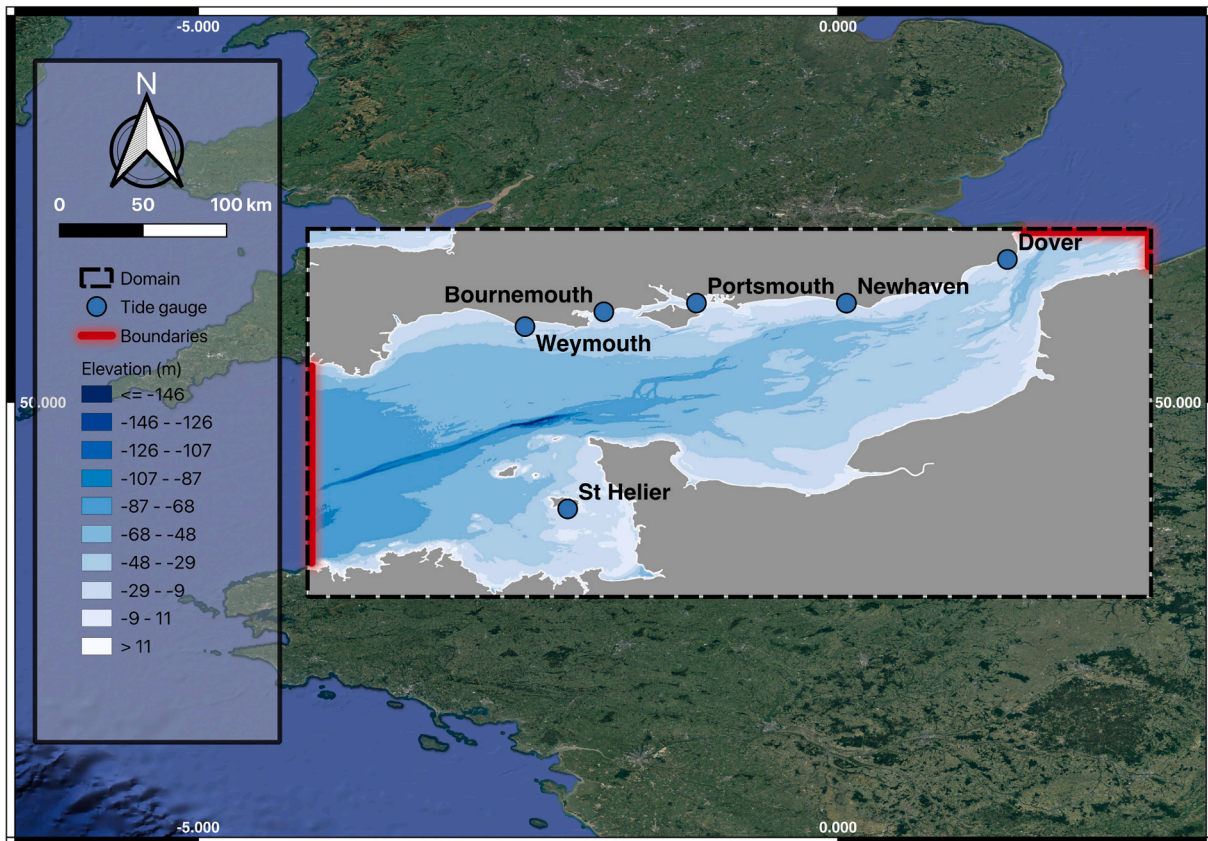 -5.000
0.000
N
0
50
100 km
Domain
Tide gauge
Boundaries
Elevation (m)
<= -146
-146 - -126
-126 - -107
-107 - -87
-87 - -68
-68 - -48
-48 - -29
-29 - -9
-9 - 11
> 11
50.000
50.000
Dover
Bournemouth
Portsmouth
Newhaven
Weymouth
St Helier
-5.000
0.000